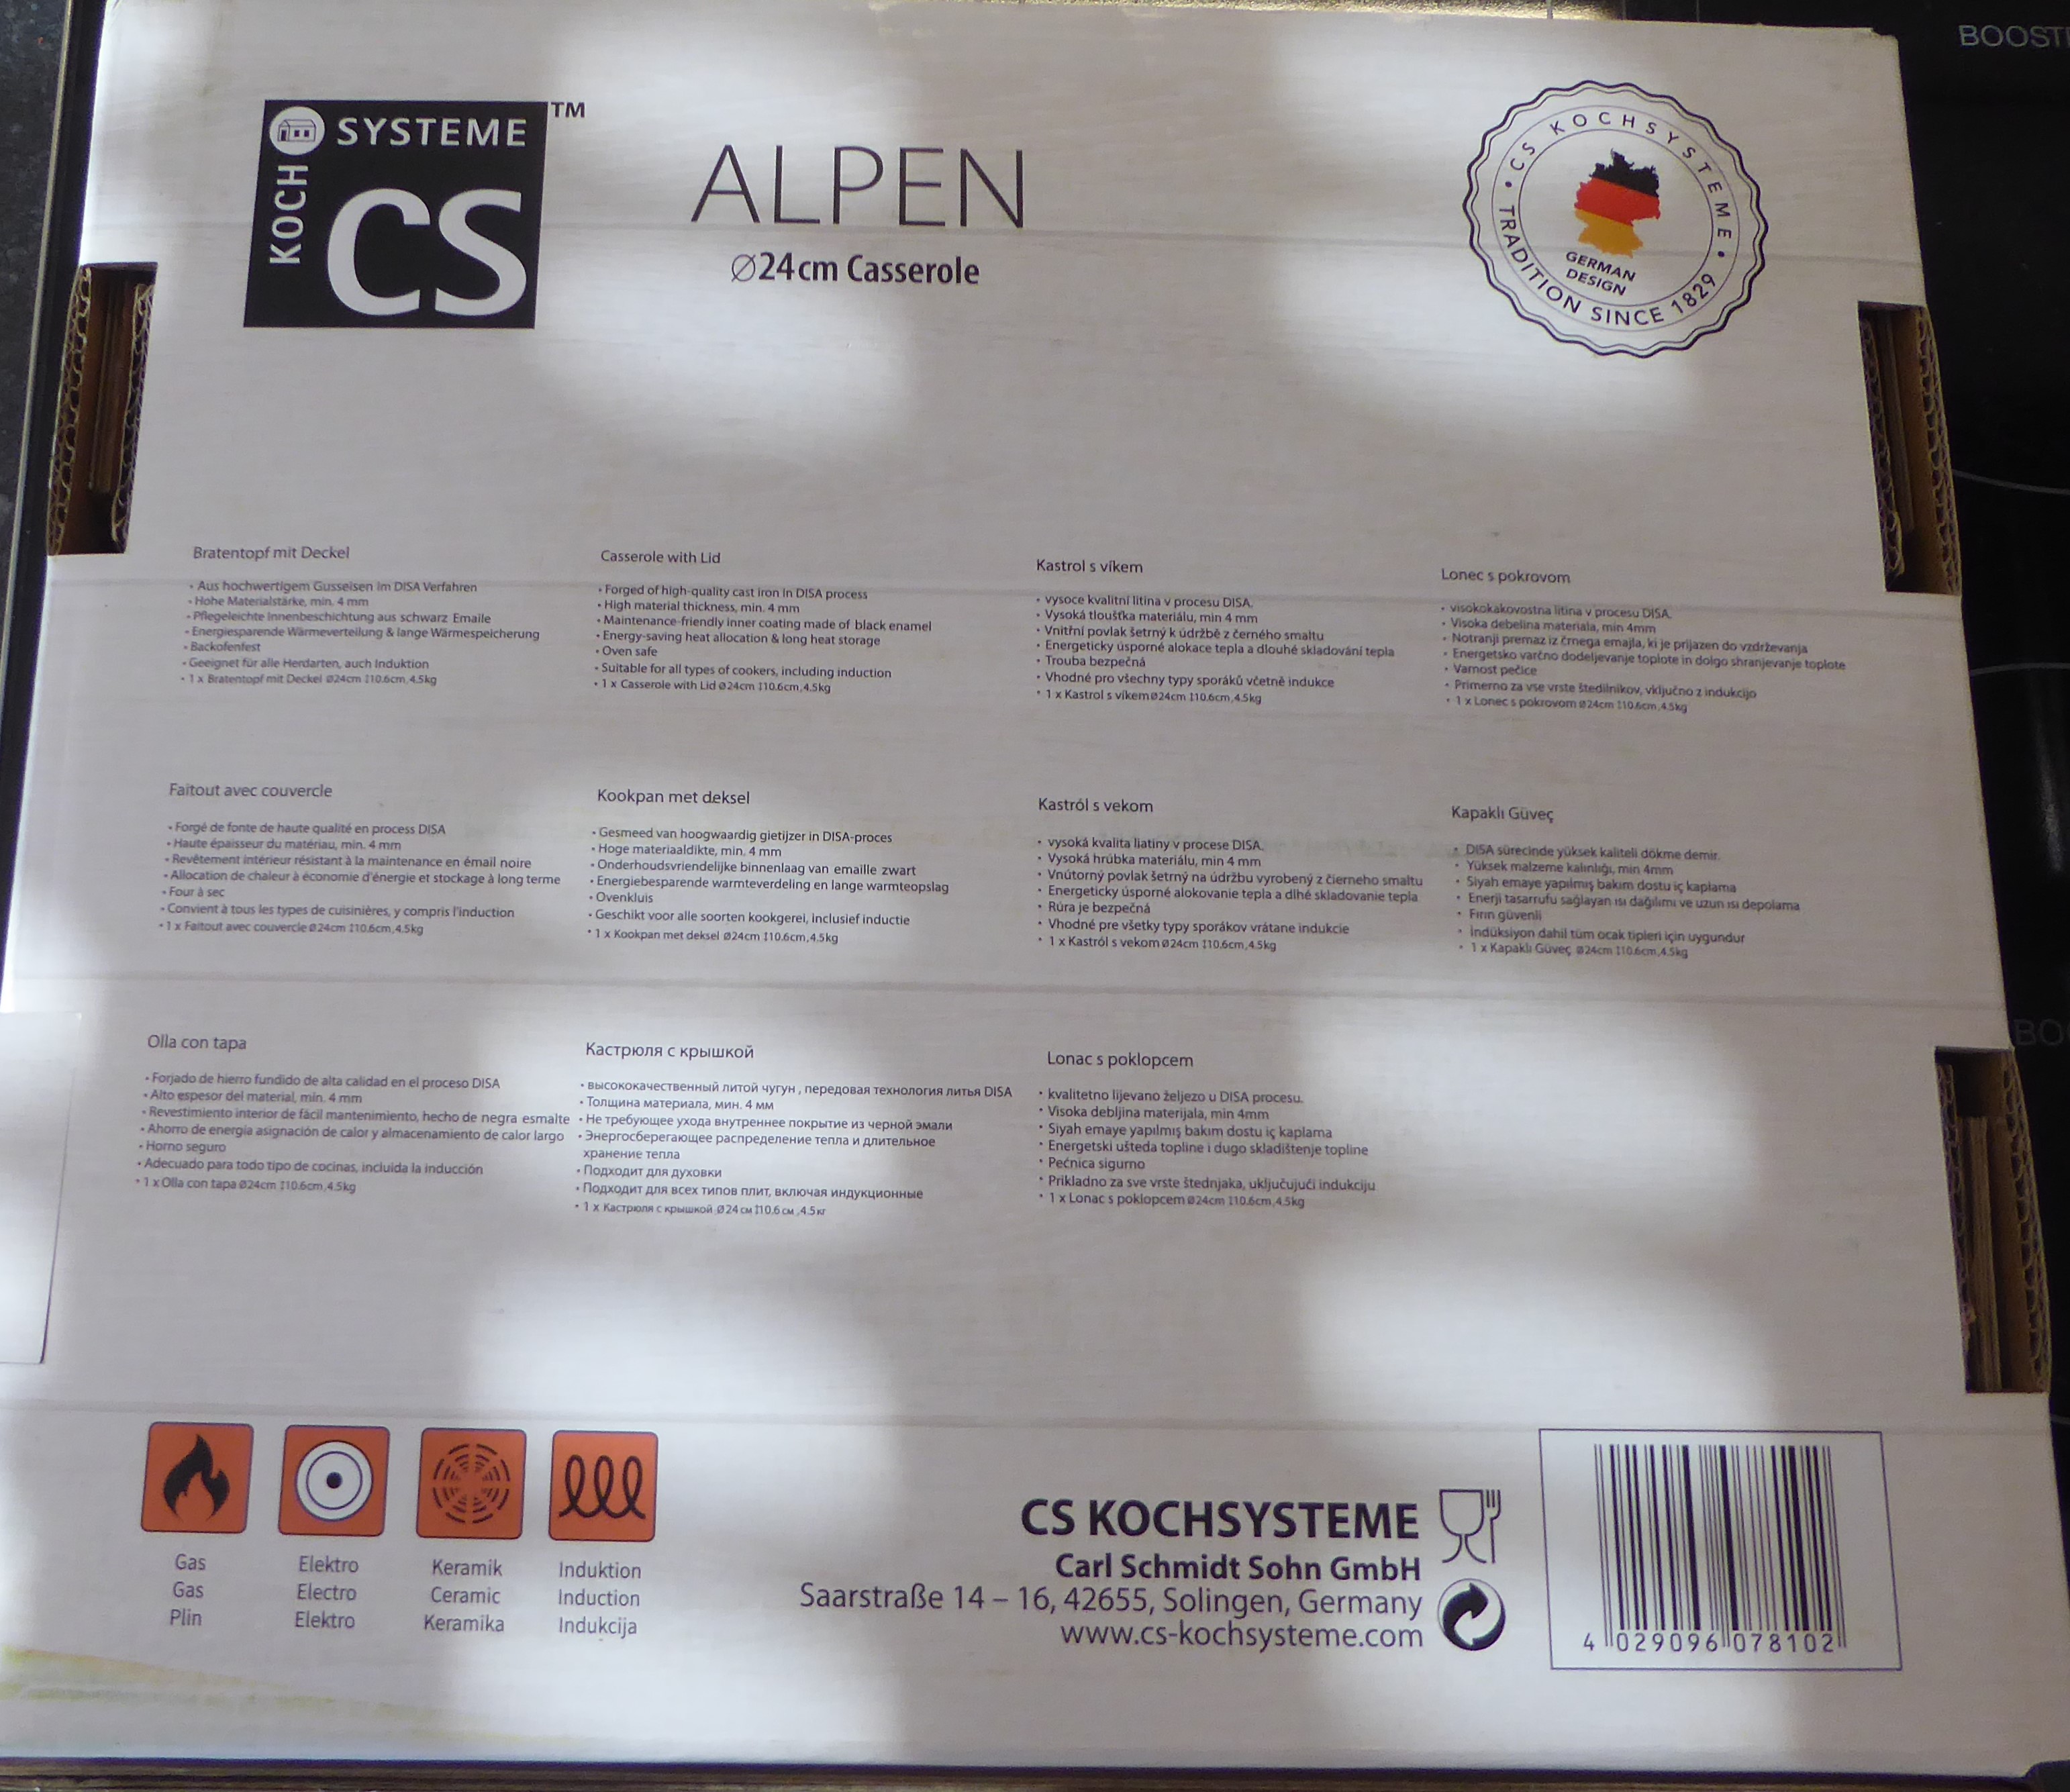 KOCH SYSTEME ™
CS
ALPEN
Ø24cm Casserole
• CS KOCHSYSTEME •
GERMAN
DESIGN
TRADITION SINCE 1829
BOOST
Bratentopf mit Deckel
• Aus hochwertigem Gusseisen im DISA Verfahren
• Hohe Materialstärke, min. 4 mm
• Pflegeleichte Innenbeschichtung aus schwarz Emaile
• Energiesparende Wärmeverteilung & lange Wärmespeicherung
• Backofenfest
• Geeignet für alle Herdarten, auch Induktion
• 1 x Bratentopf mit Deckel Ø24cm ↕10.6cm,4.5kg
Casserole with Lid
• Forged of high-quality cast iron in DISA process
• High material thickness, min. 4 mm
• Maintenance-friendly inner coating made of black enamel
• Energy-saving heat allocation & long heat storage
• Oven safe
• Suitable for all types of cookers, including induction
• 1 x Casserole with Lid Ø24cm ↕10.6cm,4.5kg
Kastrol s víkem
• vysoce kvalitní litina v procesu DISA.
• Vysoká tloušťka materiálu, min 4 mm
• Vnitřní povlak šetrný k údržbě z černého smaltu
• Energeticky úsporné alokace tepla a dlouhé skladování tepla
• Trouba bezpečná
• Vhodné pro všechny typy sporáků včetně indukce
• 1 x Kastrol s víkem Ø24cm ↕10.6cm,4.5kg
Lonec s pokrovom
• visokokakovostna litina v procesu DISA.
• Visoka debelina materiala, min 4mm
• Notranji premaz iz črnega emajla, ki je prijazen do vzdrževanja
• Energetsko varčno dodeljevanje toplote in dolgo shranjevanje toplote
• Varnost pečice
• Primerno za vse vrste štedilnikov, vključno z indukcijo
• 1 x Lonec s pokrovom Ø24cm ↕10.6cm,4.5kg
Faitout avec couvercle
• Forgé de fonte de haute qualité en process DISA
• Haute épaisseur du matériau, min. 4 mm
• Revêtement intérieur résistant à la maintenance en émail noire
• Allocation de chaleur à économie d'énergie et stockage à long terme
• Four à sec
• Convient à tous les types de cuisinières, y compris l'induction
• 1 x Faitout avec couvercle Ø24cm ↕10.6cm,4.5kg
Kookpan met deksel
• Gesmeed van hoogwaardig gietijzer in DISA-proces
• Hoge materiaaldikte, min. 4 mm
• Onderhoudsvriendelijke binnenlaag van emaille zwart
• Energiebesparende warmteverdeling en lange warmteopslag
• Ovenkluis
• Geschikt voor alle soorten kookgerei, inclusief inductie
• 1 x Kookpan met deksel Ø24cm ↕10.6cm,4.5kg
Kastról s vekom
• vysoká kvalita liatiny v procese DISA.
• Vysoká hrúbka materiálu, min 4 mm
• Vnútorný povlak šetrný na údržbu vyrobený z čierneho smaltu
• Energeticky úsporné alokovanie tepla a dlhé skladovanie tepla
• Rúra je bezpečná
• Vhodné pre všetky typy sporákov vrátane indukcie
• 1 x Kastról s vekom Ø24cm ↕10.6cm,4.5kg
Kapaklı Güveç
• DISA sürecinde yüksek kaliteli dökme demir.
• Yüksek malzeme kalınlığı, min 4mm
• Siyah emaye yapılmış bakım dostu iç kaplama
• Enerji tasarrufu sağlayan ısı dağılımı ve uzun ısı depolama
• Fırın güvenli
• İndüksiyon dahil tüm ocak tipleri için uygundur
• 1 x Kapaklı Güveç Ø24cm ↕10.6cm,4.5kg
BO
Olla con tapa
• Forjado de hierro fundido de alta calidad en el proceso DISA
• Alto espesor del material, mín. 4 mm
• Revestimiento interior de fácil mantenimiento, hecho de negra esmalte
• Ahorro de energía asignación de calor y almacenamiento de calor largo
• Horno seguro
• Adecuado para todo tipo de cocinas, incluida la inducción
• 1 x Olla con tapa Ø24cm ↕10.6cm,4.5kg
Кастрюля с крышкой
• высококачественный литой чугун , передовая технология литья DISA
• Толщина материала, мин. 4 мм
• Не требующее ухода внутреннее покрытие из черной эмали
• Энергосберегающее распределение тепла и длительное
хранение тепла
• Подходит для духовки
• Подходит для всех типов плит, включая индукционные
• 1 x Кастрюля с крышкой Ø24 см ↕10.6 см ,4.5 кг
Lonac s poklopcem
• kvalitetno lijevano željezo u DISA procesu.
• Visoka debljina materijala, min 4mm
• Siyah emaye yapılmış bakım dostu iç kaplama
• Energetski ušteda topline i dugo skladištenje topline
• Pećnica sigurno
• Prikladno za sve vrste štednjaka, uključujući indukciju
• 1 x Lonac s poklopcem Ø24cm ↕10.6cm,4.5kg
Gas
Gas
Plin
Elektro
Electro
Elektro
Keramik
Ceramic
Keramika
Induktion
Induction
Indukcija
CS KOCHSYSTEME
Carl Schmidt Sohn GmbH
Saarstraße 14 – 16, 42655, Solingen, Germany
www.cs-kochsysteme.com
4 029096 078102